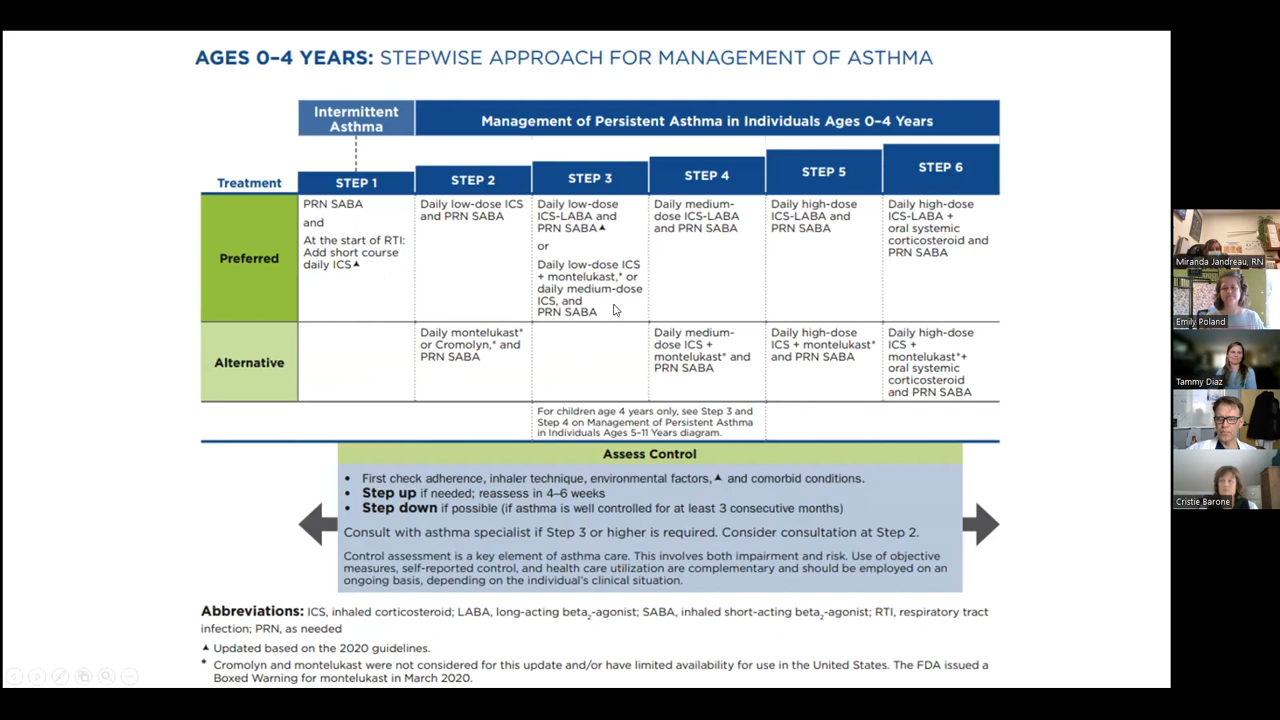 AGES 0–4 YEARS: STEPWISE APPROACH FOR MANAGEMENT OF ASTHMA
Intermittent
Asthma
Management of Persistent Asthma in Individuals Ages 0–4 Years
Treatment
STEP 1
STEP 2
STEP 3
STEP 4
STEP 5
STEP 6
Preferred
PRN SABA
and
At the start of RTI:
Add short course
daily ICS▲
Daily low-dose ICS
and PRN SABA
Daily low-dose
ICS-LABA and
PRN SABA▲
or
Daily low-dose ICS
+ montelukast,* or
daily medium-dose
ICS, and
PRN SABA
Daily medium-
dose ICS-LABA
and PRN SABA
Daily high-dose
ICS-LABA and
PRN SABA
Daily high-dose
ICS-LABA +
oral systemic
corticosteroid and
PRN SABA
Alternative
Daily montelukast*
or Cromolyn,* and
PRN SABA
Daily medium-
dose ICS +
montelukast* and
PRN SABA
Daily high-dose
ICS + montelukast*
and PRN SABA
Daily high-dose
ICS +
montelukast*+
oral systemic
corticosteroid
and PRN SABA
For children age 4 years only, see Step 3 and
Step 4 on Management of Persistent Asthma
in Individuals Ages 5–11 Years diagram.
Assess Control
• First check adherence, inhaler technique, environmental factors,▲ and comorbid conditions.
• Step up if needed; reassess in 4–6 weeks
• Step down if possible (if asthma is well controlled for at least 3 consecutive months)
Consult with asthma specialist if Step 3 or higher is required. Consider consultation at Step 2.
Control assessment is a key element of asthma care. This involves both impairment and risk. Use of objective
measures, self-reported control, and health care utilization are complementary and should be employed on an
ongoing basis, depending on the individual's clinical situation.
Abbreviations: ICS, inhaled corticosteroid; LABA, long-acting beta2-agonist; SABA, inhaled short-acting beta2-agonist; RTI, respiratory tract
infection; PRN, as needed
▲ Updated based on the 2020 guidelines.
* Cromolyn and montelukast were not considered for this update and/or have limited availability for use in the United States. The FDA issued a
Boxed Warning for montelukast in March 2020.
Miranda Jandreau, RN
Emily Poland
Tammy Diaz
Cristie Barone